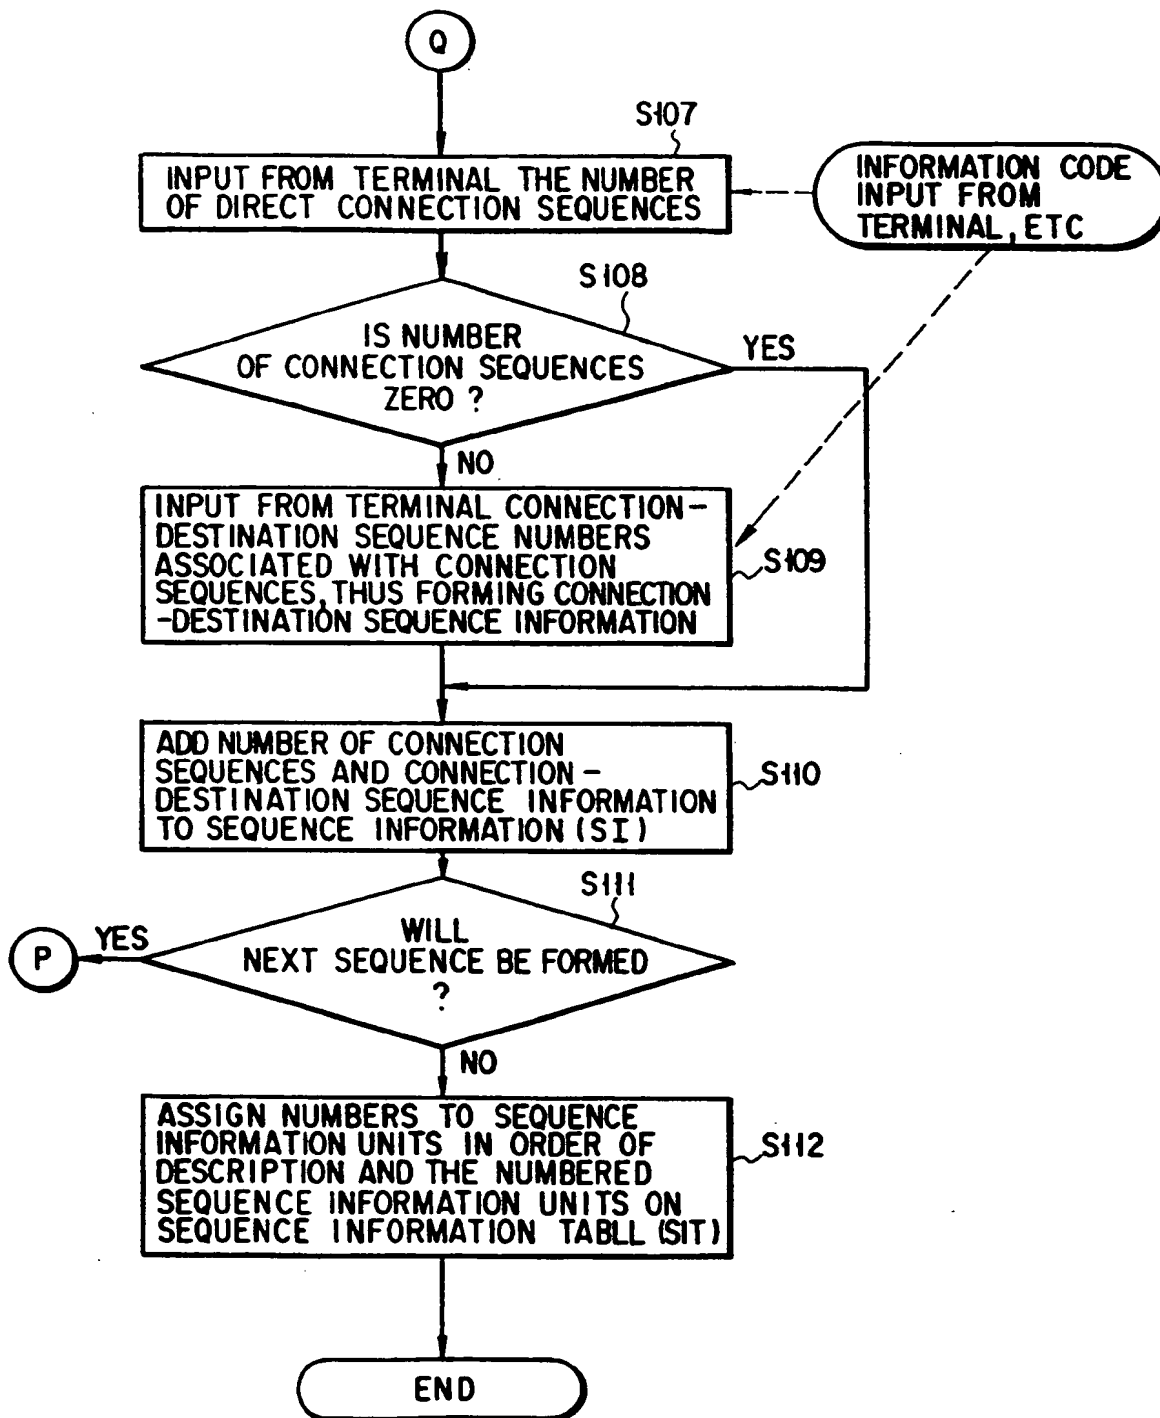 Q
S107
INPUT FROM TERMINAL THE NUMBER
OF DIRECT CONNECTION SEQUENCES
INFORMATION CODE
INPUT FROM
TERMINAL, ETC
S108
IS NUMBER
OF CONNECTION SEQUENCES
ZERO ?
YES
NO
INPUT FROM TERMINAL CONNECTION-
DESTINATION SEQUENCE NUMBERS
ASSOCIATED WITH CONNECTION
SEQUENCES, THUS FORMING CONNECTION
-DESTINATION SEQUENCE INFORMATION
S109
ADD NUMBER OF CONNECTION
SEQUENCES AND CONNECTION-
DESTINATION SEQUENCE INFORMATION
TO SEQUENCE INFORMATION (SI)
S110
S111
WILL
NEXT SEQUENCE BE FORMED
?
YES
P
NO
ASSIGN NUMBERS TO SEQUENCE
INFORMATION UNITS IN ORDER OF
DESCRIPTION AND THE NUMBERED
SEQUENCE INFORMATION UNITS ON
SEQUENCE INFORMATION TABLL (SIT)
S112
END